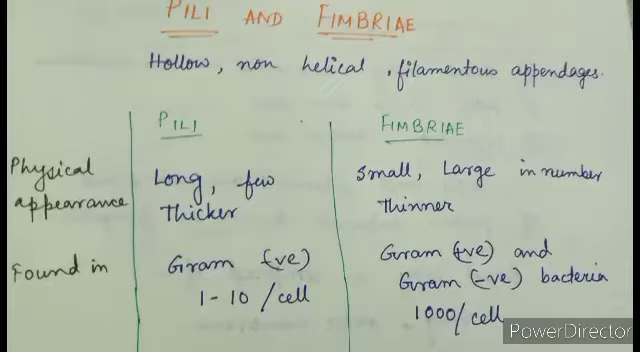 PILI AND FIMBRIAE
Hollow, non helical, filamentous appendages.
PILI FIMBRIAE
Physical appearance
Long, few
Thicker
Small, Large in number
thinner
Found in
Gram (-ve)
1-10/cell
Gram (+ve) and
Gram (-ve) bacteria
1000/cell
PowerDirector